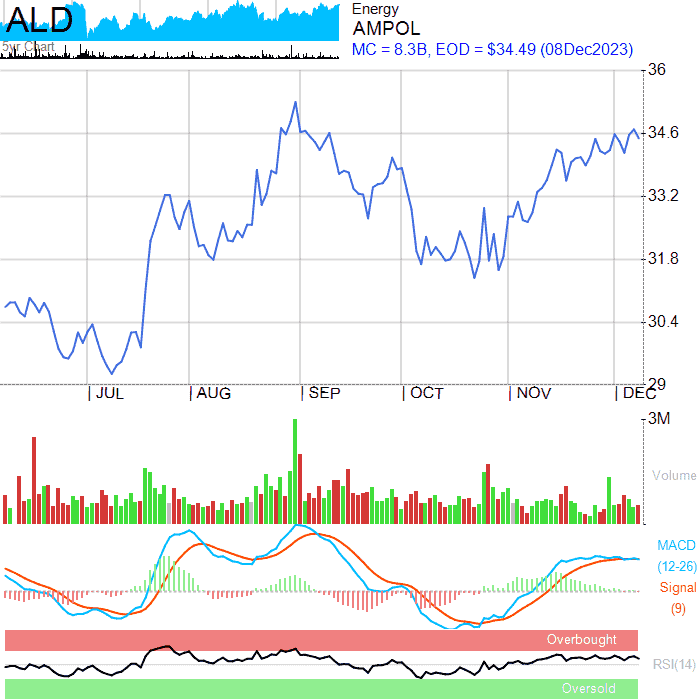 ALD
5yr Chart
Energy
AMPOL
MC = 8.3B, EOD = $34.49 (08Dec2023)
36
34.6
33.2
31.8
30.4
29
JUL AUG SEP OCT NOV DEC
3M
Volume
MACD
(12-26)
Signal
(9)
Overbought
RSI(14)
Oversold